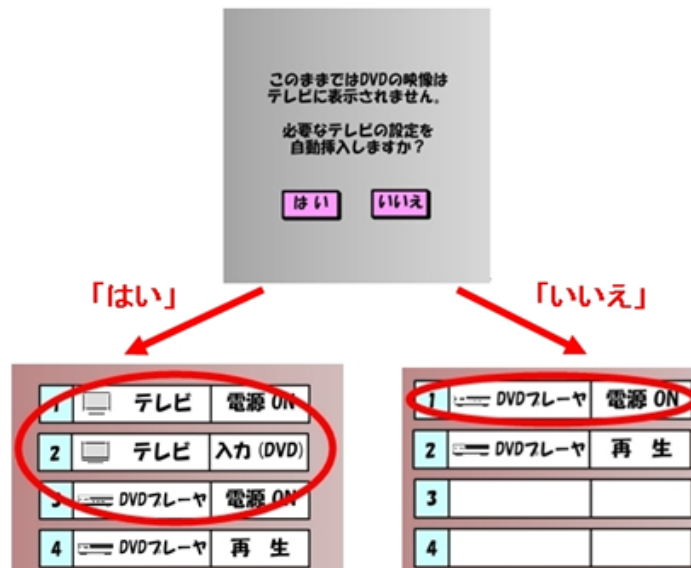 このままではDVDの映像は
テレビに表示されません。
必要なテレビの設定を
自動挿入しますか？
はい
いいえ
「はい」
「いいえ」
1 テレビ 電源 ON
2 テレビ 入力 (DVD)
3 DVDプレーヤ 電源 ON
4 DVDプレーヤ 再 生
1 DVDプレーヤ 電源 ON
2 DVDプレーヤ 再 生
3
4